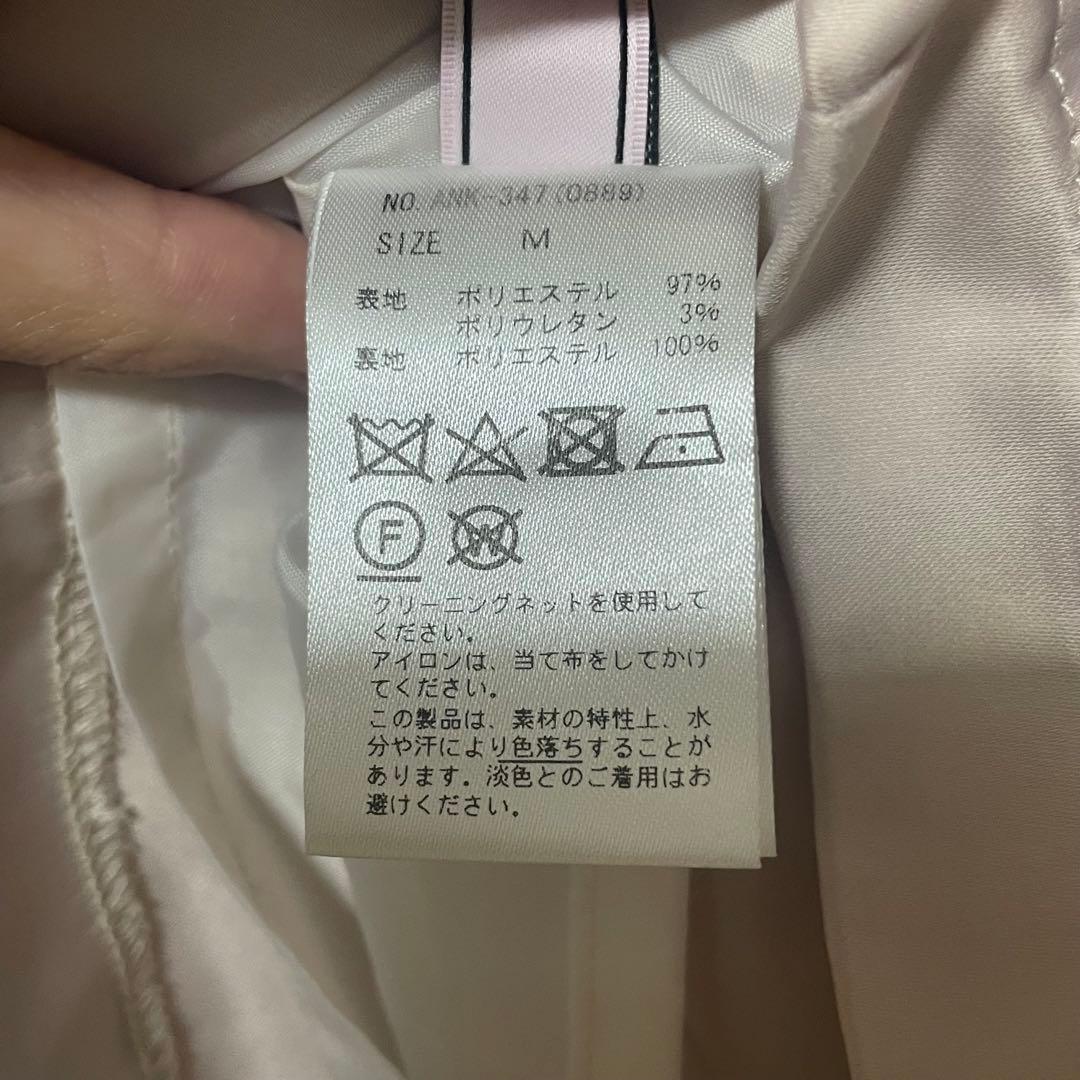 NO. ANK-347(0889)
SIZE M
表地 ポリエステル 97%
ポリウレタン 3%
裏地 ポリエステル 100%
F
W
クリーニングネットを使用して
ください。
アイロンは、当て布をしてかけ
てください。
この製品は、素材の特性上、水
分や汗により色落ちすることが
あります。淡色とのご着用はお
避けください。